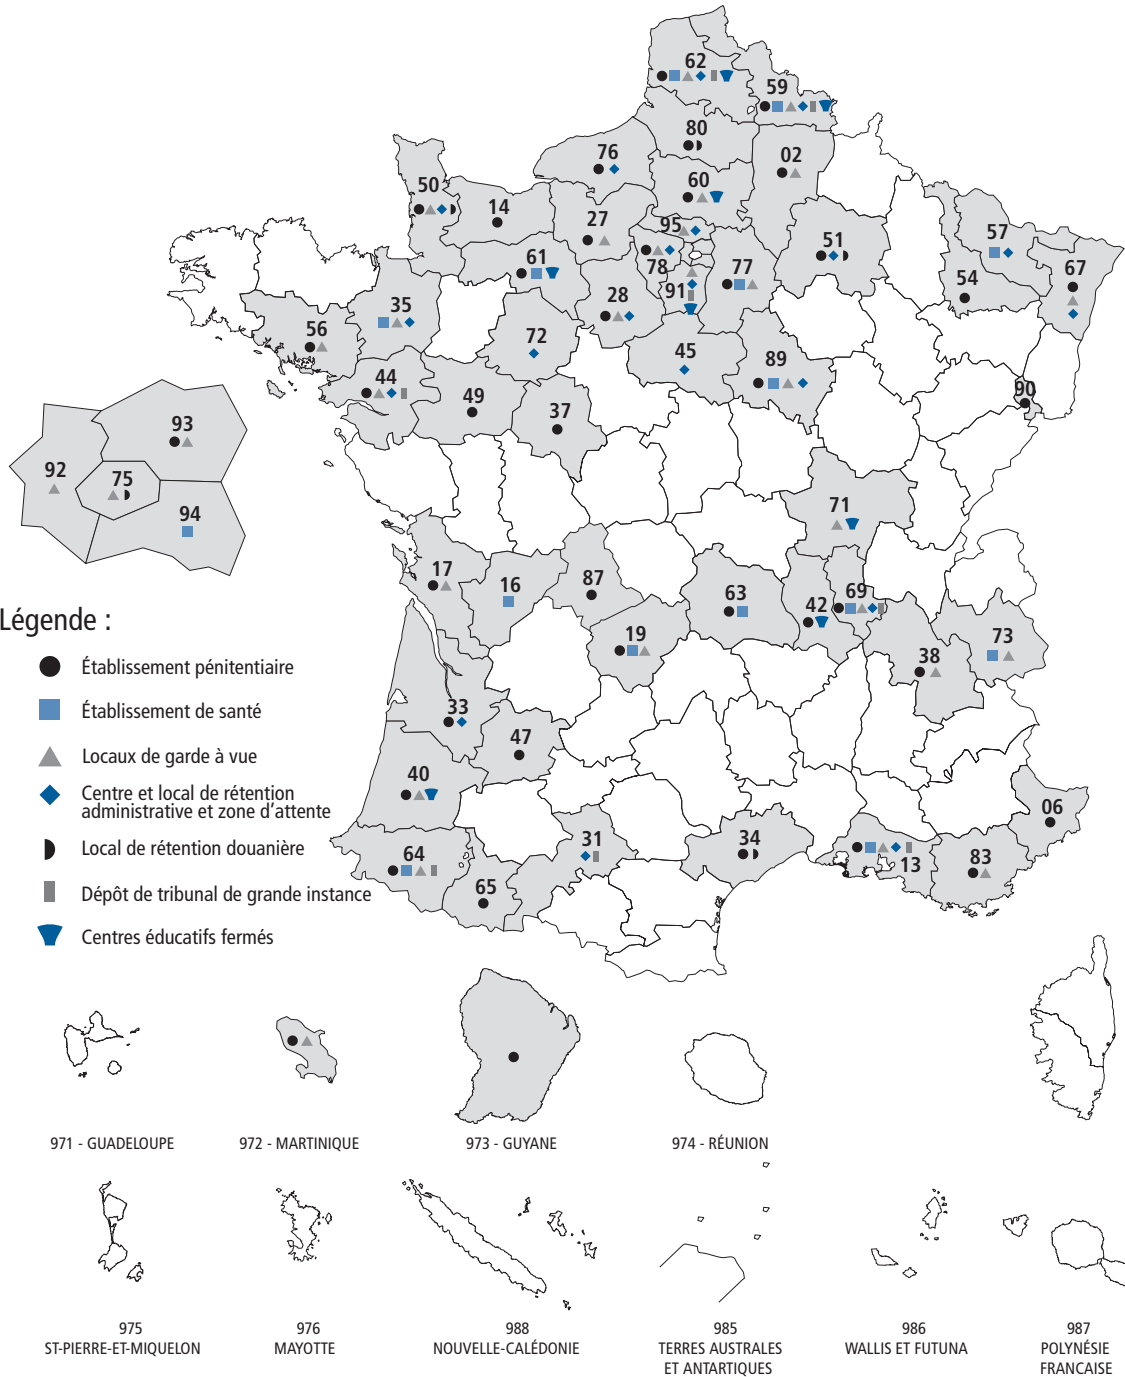 62
59
80
02
76
60
50
14
27
95
51
57
61
78
77
67
54
28
91
35
56
72
45
89
44
49
37
90
93
92
75
94
71
17
16
87
63
42
69
19
73
38
Légende :
Établissement pénitentiaire
Établissement de santé
Locaux de garde à vue
Centre et local de rétention
administrative et zone d'attente
Local de rétention douanière
Dépôt de tribunal de grande instance
Centres éducatifs fermés
33
47
40
06
31
34
64
13
83
65
971 - GUADELOUPE
972 - MARTINIQUE
973 - GUYANE
974 - RÉUNION
975
ST-PIERRE-ET-MIQUELON
976
MAYOTTE
988
NOUVELLE-CALÉDONIE
985
TERRES AUSTRALES
ET ANTARTIQUES
986
WALLIS ET FUTUNA
987
POLYNÉSIE
FRANCAISE